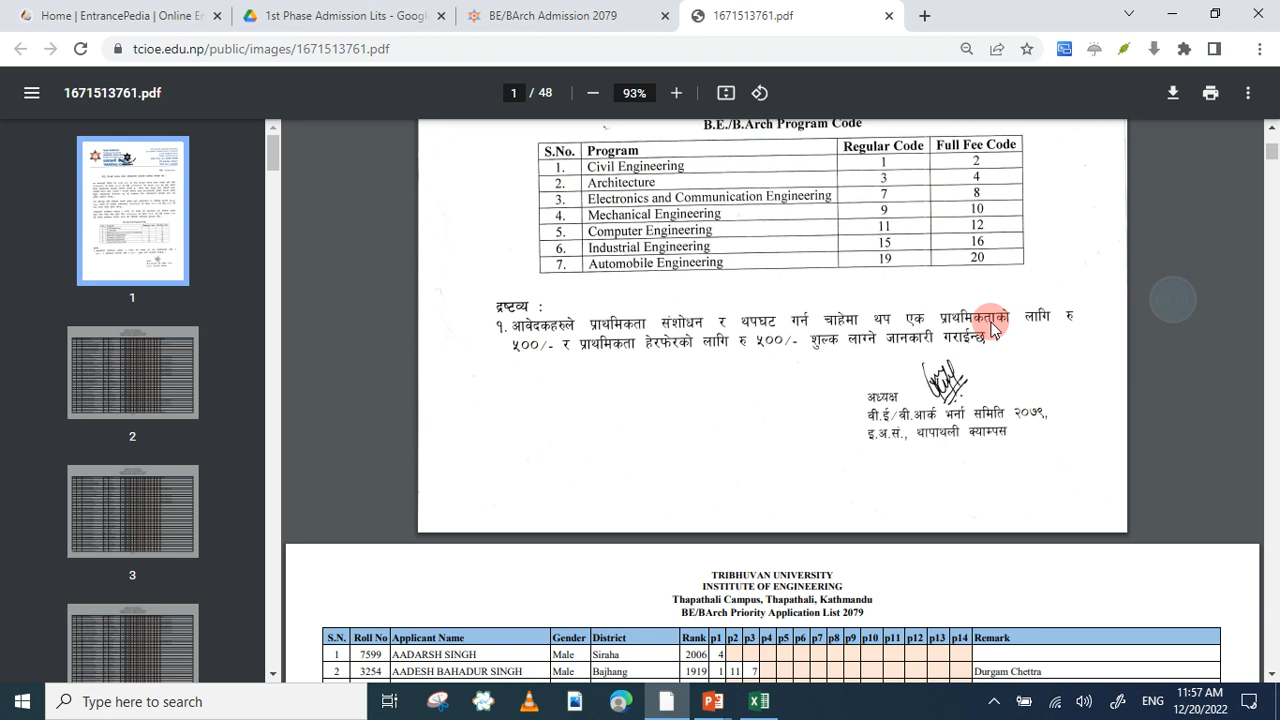 Home | EntrancePedia | Online En
1st Phase Admission Lits - Google
BE/BArch Admission 2079
1671513761.pdf
tcioe.edu.np/public/images/1671513761.pdf
1671513761.pdf
1 / 48
93%
B.E./B.Arch Program Code
S.No. Program Regular Code Full Fee Code
1. Civil Engineering 1 2
2. Architecture 3 4
3. Electronics and Communication Engineering 7 8
4. Mechanical Engineering 9 10
5. Computer Engineering 11 12
6. Industrial Engineering 15 16
7. Automobile Engineering 19 20
द्रष्टव्य :
१. आवेदकहरुले प्राथमिकता संशोधन र थपघट गर्न चाहेमा थप एक प्राथमिकताको लागि रु
५००/- र प्राथमिकता हेरफेरको लागि रु ५००/- शुल्क लाग्ने जानकारी गराईन्छ
अध्यक्ष
वी.ई/वी.आर्क भर्ना समिति २०७९,
इ.अ.सं., थापाथली क्याम्पस
1
2
3
TRIBHUVAN UNIVERSITY
INSTITUTE OF ENGINEERING
Thapathali Campus, Thapathali, Kathmandu
BE/BArch Priority Application List 2079
S.N. Roll No Applicant Name Gender District Rank p1 p2 p3 p4 p5 p6 p7 p8 p9 p10 p11 p12 p13 p14 Remark
1 7599 AADARSH SINGH Male Siraha 2006 4
2 3254 AADESH BAHADUR SINGH Male Bajhang 1919 1 11 7 Durgam Chettra
Type here to search
ENG
11:57 AM
12/20/2022